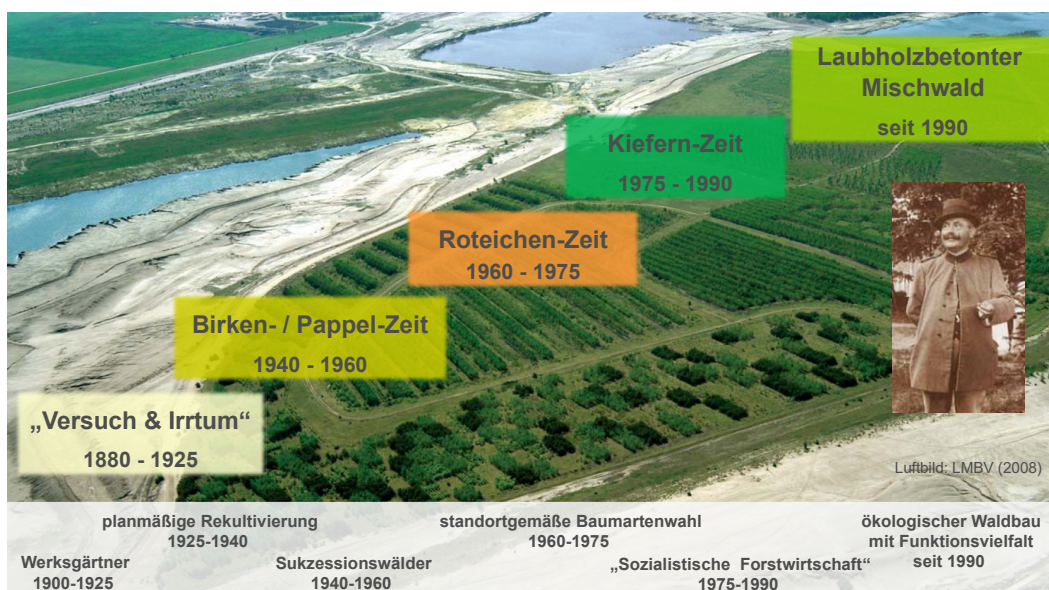 Laubholzbetonter
Mischwald
seit 1990
Kiefern-Zeit
1975 - 1990
Roteichen-Zeit
1960 - 1975
Birken- / Pappel-Zeit
1940 - 1960
„Versuch & Irrtum“
1880 - 1925
Luftbild: LMBV (2008)
planmäßige Rekultivierung
1925-1940
standortgemäße Baumartenwahl
1960-1975
ökologischer Waldbau
mit Funktionsvielfalt
seit 1990
Werksgärtner
1900-1925
Sukzessionswälder
1940-1960
„Sozialistische Forstwirtschaft“
1975-1990